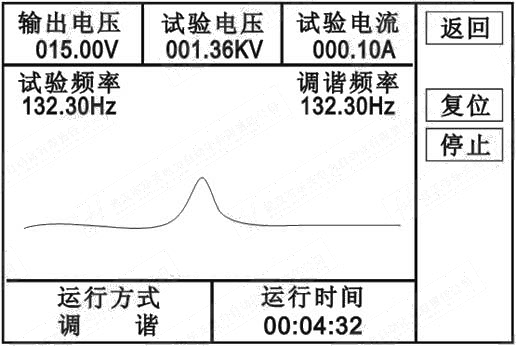 输出电压
015.00V
试验电压
001.36KV
试验电流
000.10A
返回
试验频率
132.30Hz
调谐频率
132.30Hz
复位
停止
运行方式
调 谐
运行时间
00:04:32